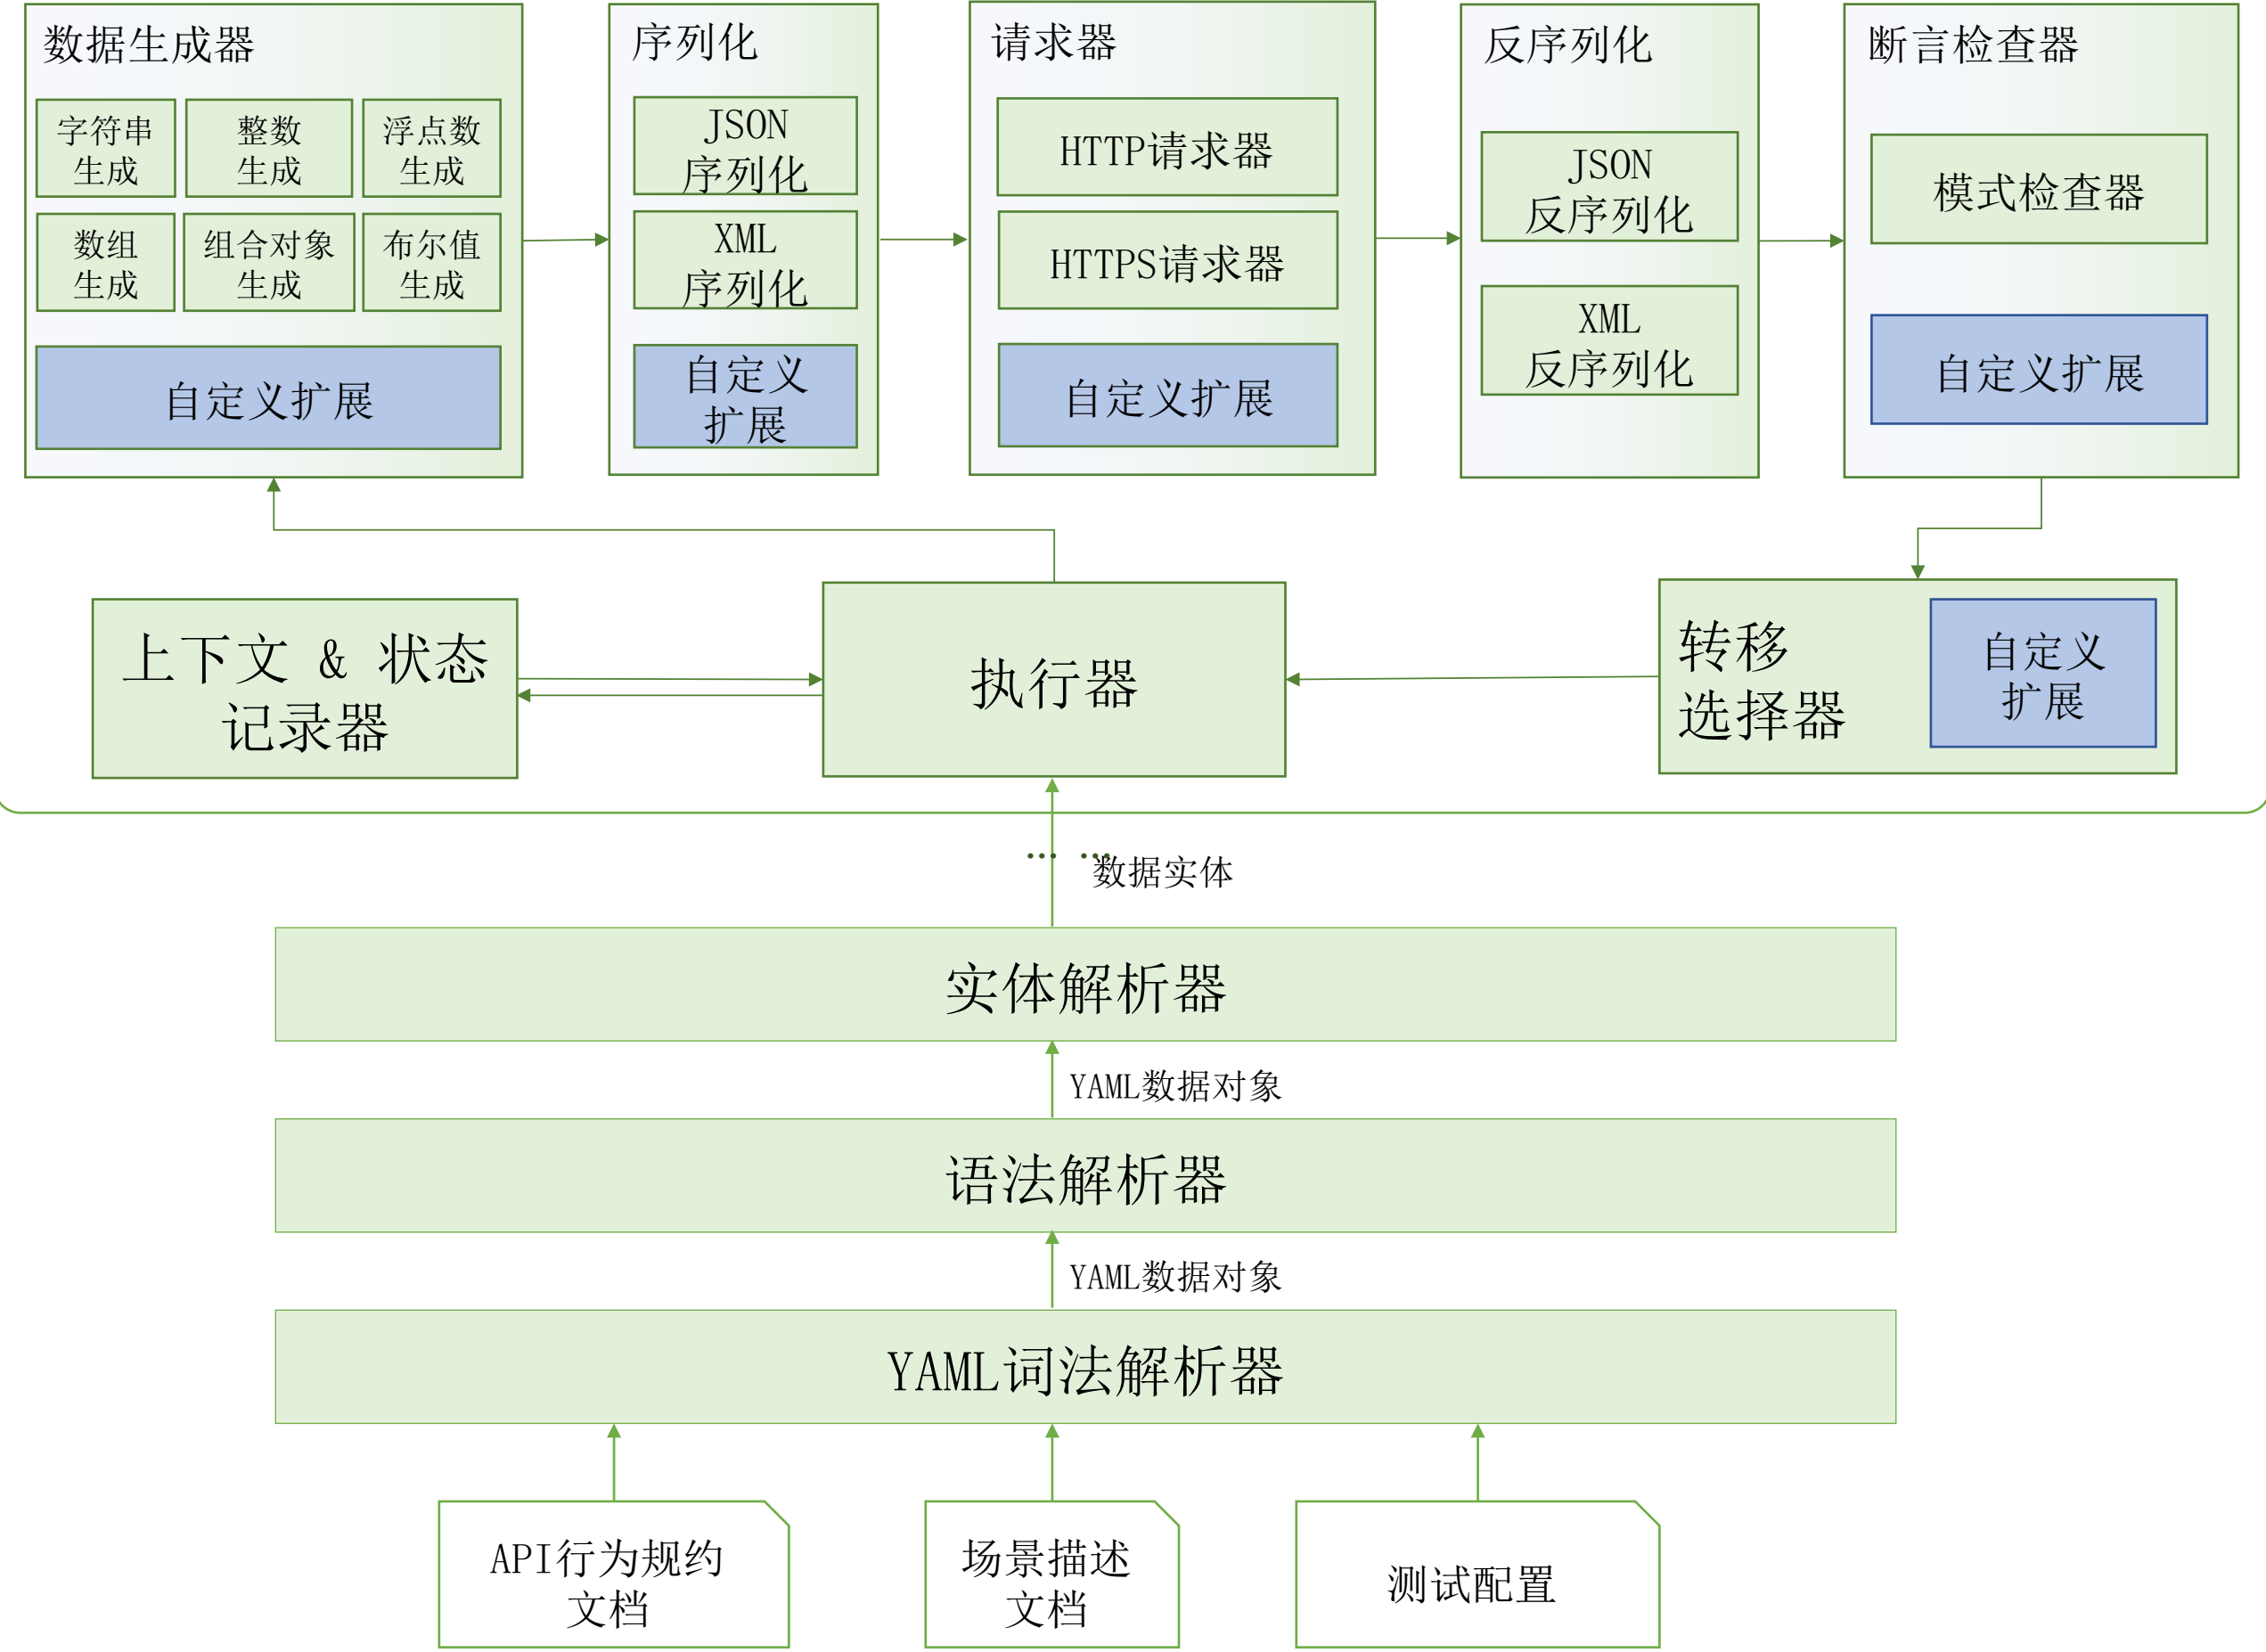 数据生成器
字符串
生成
整数
生成
浮点数
生成
数组
生成
组合对象
生成
布尔值
生成
自定义扩展
序列化
JSON
序列化
XML
序列化
自定义
扩展
请求器
HTTP请求器
HTTPS请求器
自定义扩展
反序列化
JSON
反序列化
XML
反序列化
断言检查器
模式检查器
自定义扩展
上下文 & 状态
记录器
执行器
转移
选择器
自定义
扩展
… …
数据实体
实体解析器
YAML数据对象
语法解析器
YAML数据对象
YAML词法解析器
API行为规约
文档
场景描述
文档
测试配置